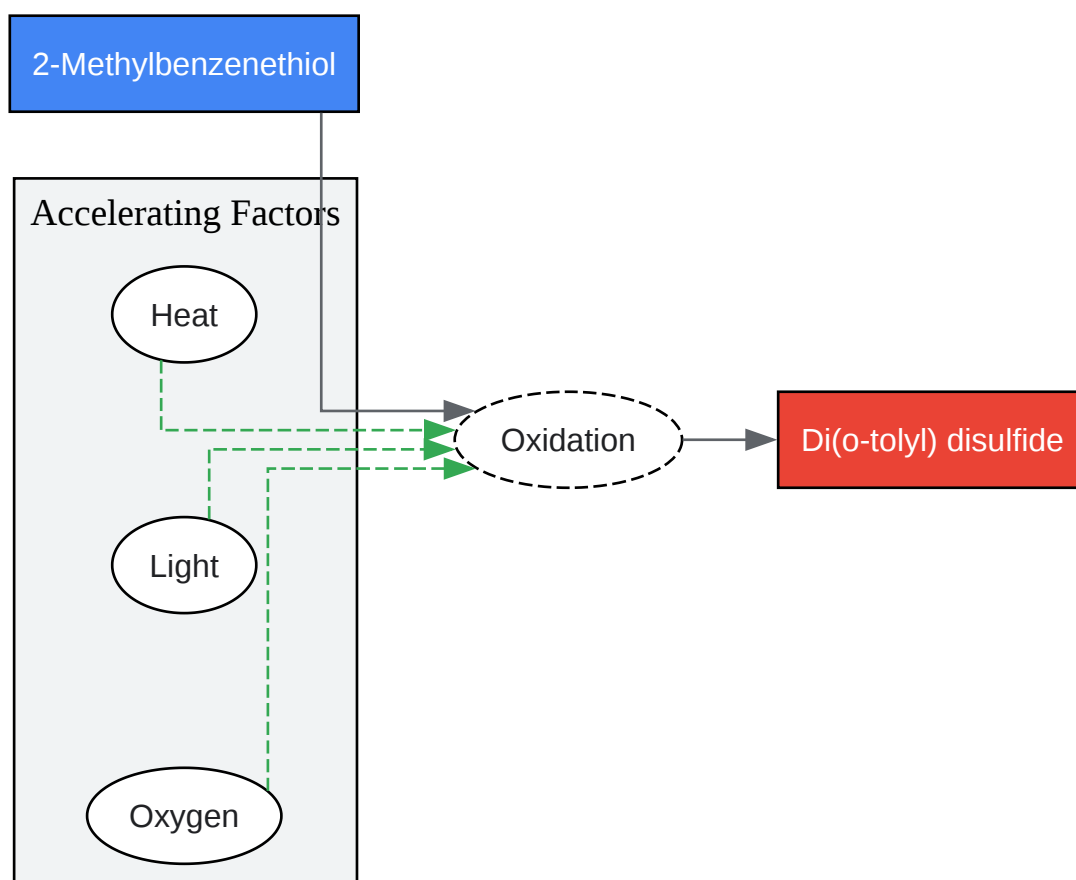 2-Methylbenzenethiol
Accelerating Factors
Heat
Oxidation
Di(o-tolyl) disulfide
Light
Oxygen